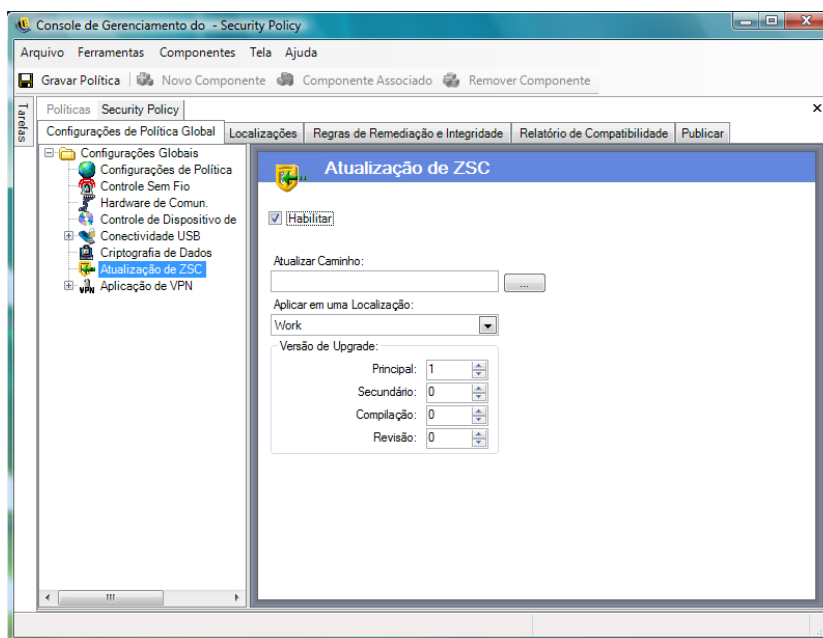 Console de Gerenciamento do - Security Policy
Arquivo Ferramentas Componentes Tela Ajuda
Gravar Política Novo Componente Componente Associado Remover Componente
Tarefas
Políticas Security Policy
Configurações de Política Global Localizações Regras de Remediação e Integridade Relatório de Compatibilidade Publicar
Configurações Globais
Configurações de Política
Controle Sem Fio
Hardware de Comun.
Controle de Dispositivo de
Conectividade USB
Criptografia de Dados
Atualização de ZSC
Aplicação de VPN
Atualização de ZSC
Habilitar
Atualizar Caminho:
...
Aplicar em uma Localização:
Work
Versão de Upgrade:
Principal: 1
Secundário: 0
Compilação: 0
Revisão: 0